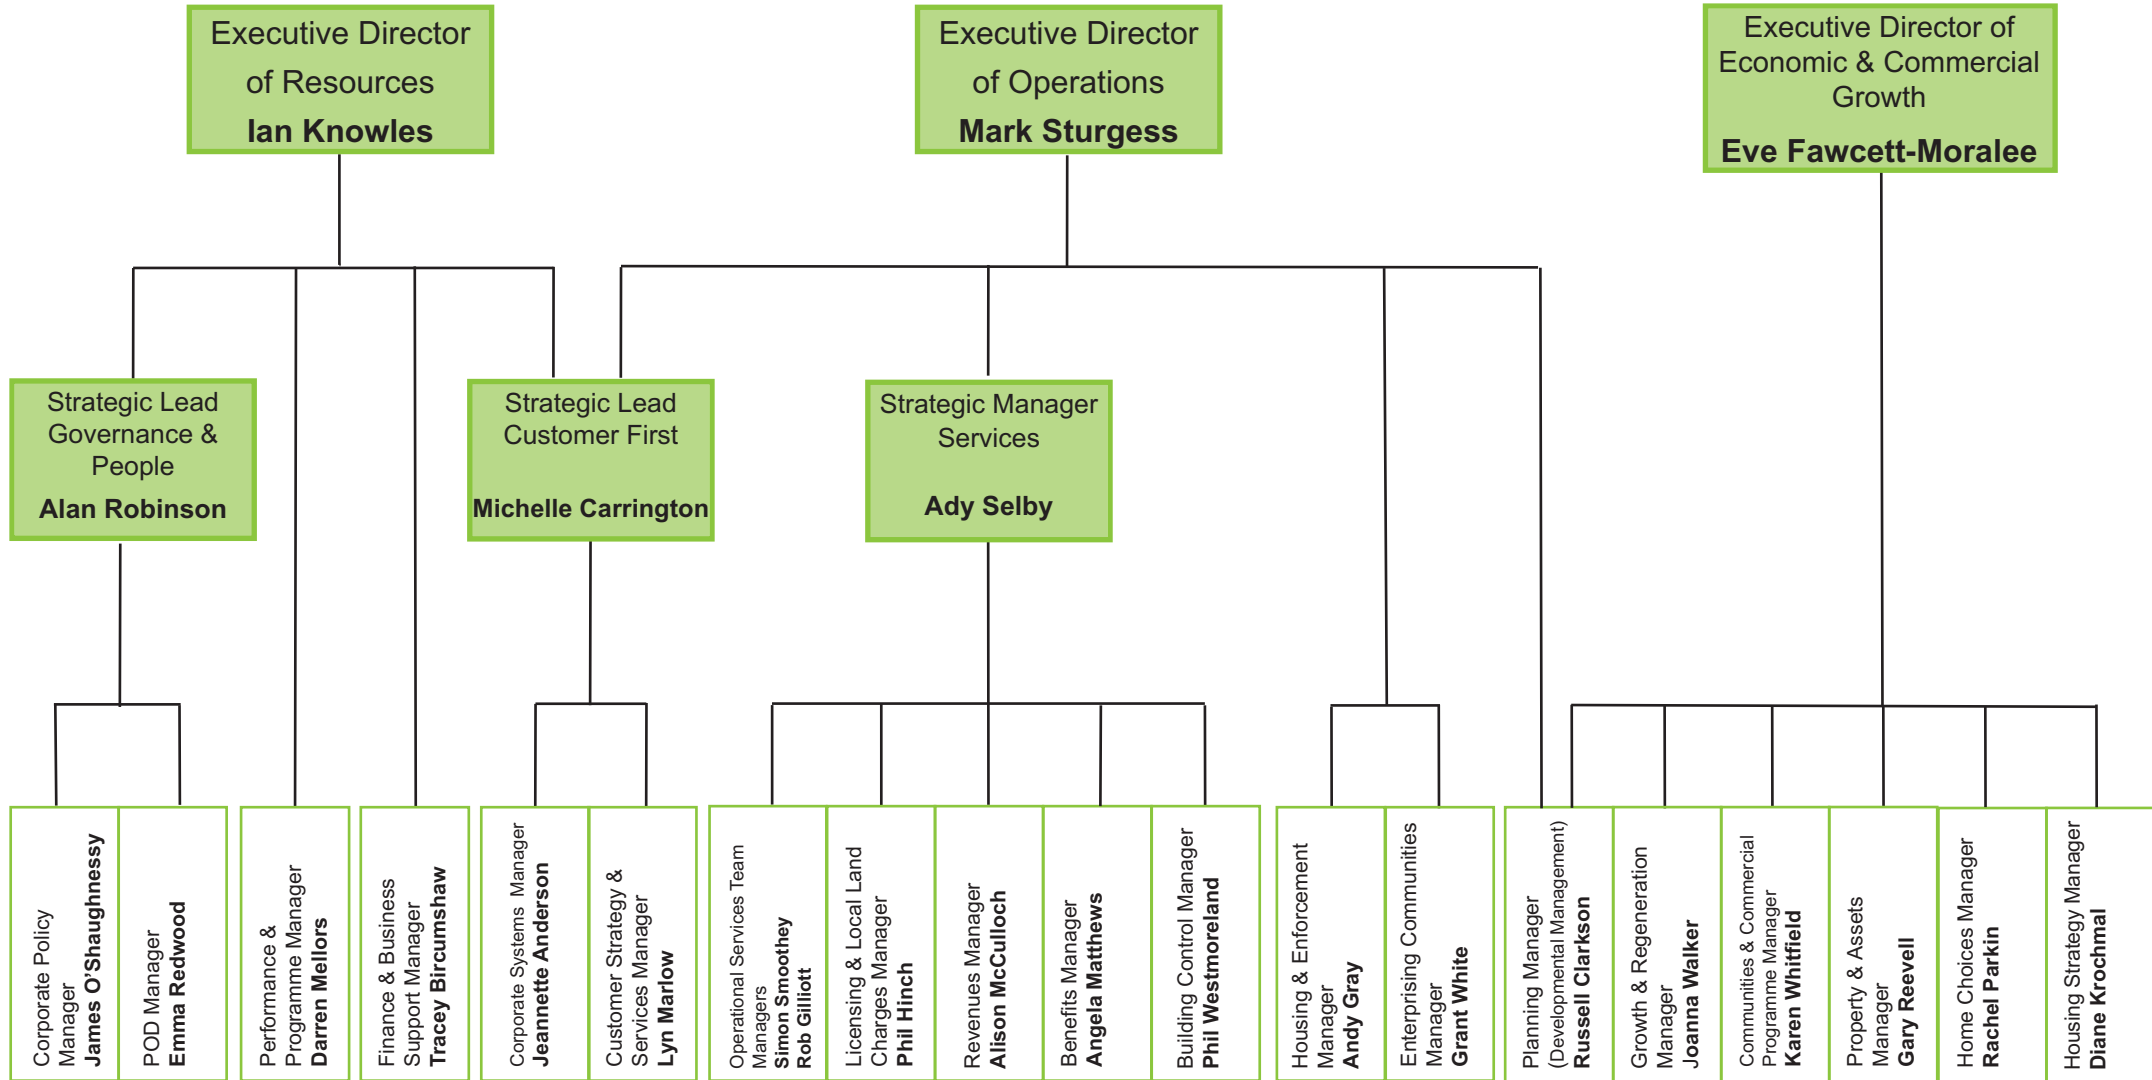 Executive Director
of Resources
Ian Knowles
Executive Director
of Operations
Mark Sturgess
Executive Director of
Economic & Commercial
Growth
Eve Fawcett-Moralee
Strategic Lead
Governance &
People
Alan Robinson
Strategic Lead
Customer First
Michelle Carrington
Strategic Manager
Services
Ady Selby
Corporate Policy
Manager
James O’Shaughnessy
POD Manager
Emma Redwood
Performance &
Programme Manager
Darren Mellors
Finance & Business
Support Manager
Tracey Bircumshaw
Corporate Systems Manager
Jeannette Anderson
Customer Strategy &
Services Manager
Lyn Marlow
Operational Services Team
Managers
Simon Smoothey
Rob Gilliott
Licensing & Local Land
Charges Manager
Phil Hinch
Revenues Manager
Alison McCulloch
Benefits Manager
Angela Matthews
Building Control Manager
Phil Westmoreland
Housing & Enforcement
Manager
Andy Gray
Enterprising Communities
Manager
Grant White
Planning Manager
(Developmental Management)
Russell Clarkson
Growth & Regeneration
Manager
Joanna Walker
Communities & Commercial
Programme Manager
Karen Whitfield
Property & Assets
Manager
Gary Reevell
Home Choices Manager
Rachel Parkin
Housing Strategy Manager
Diane Krochmal